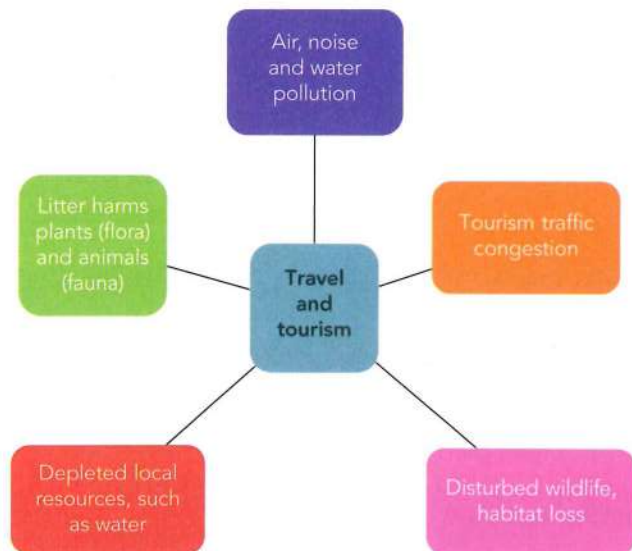 Air, noise
and water
pollution
Litter harms
plants (flora)
and animals
(fauna)
Tourism traffic
congestion
Travel
and
tourism
Depleted local
resources, such
as water
Disturbed wildlife,
habitat loss